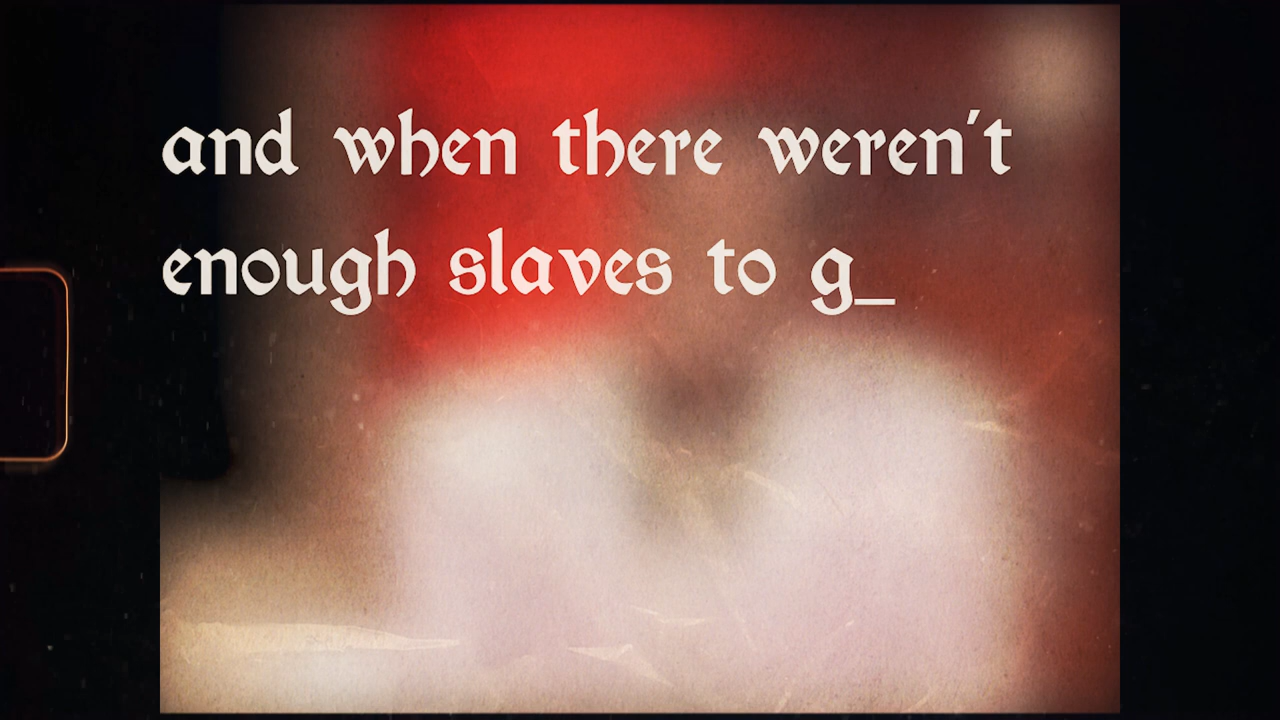 and when there weren't
enough slaves to g_